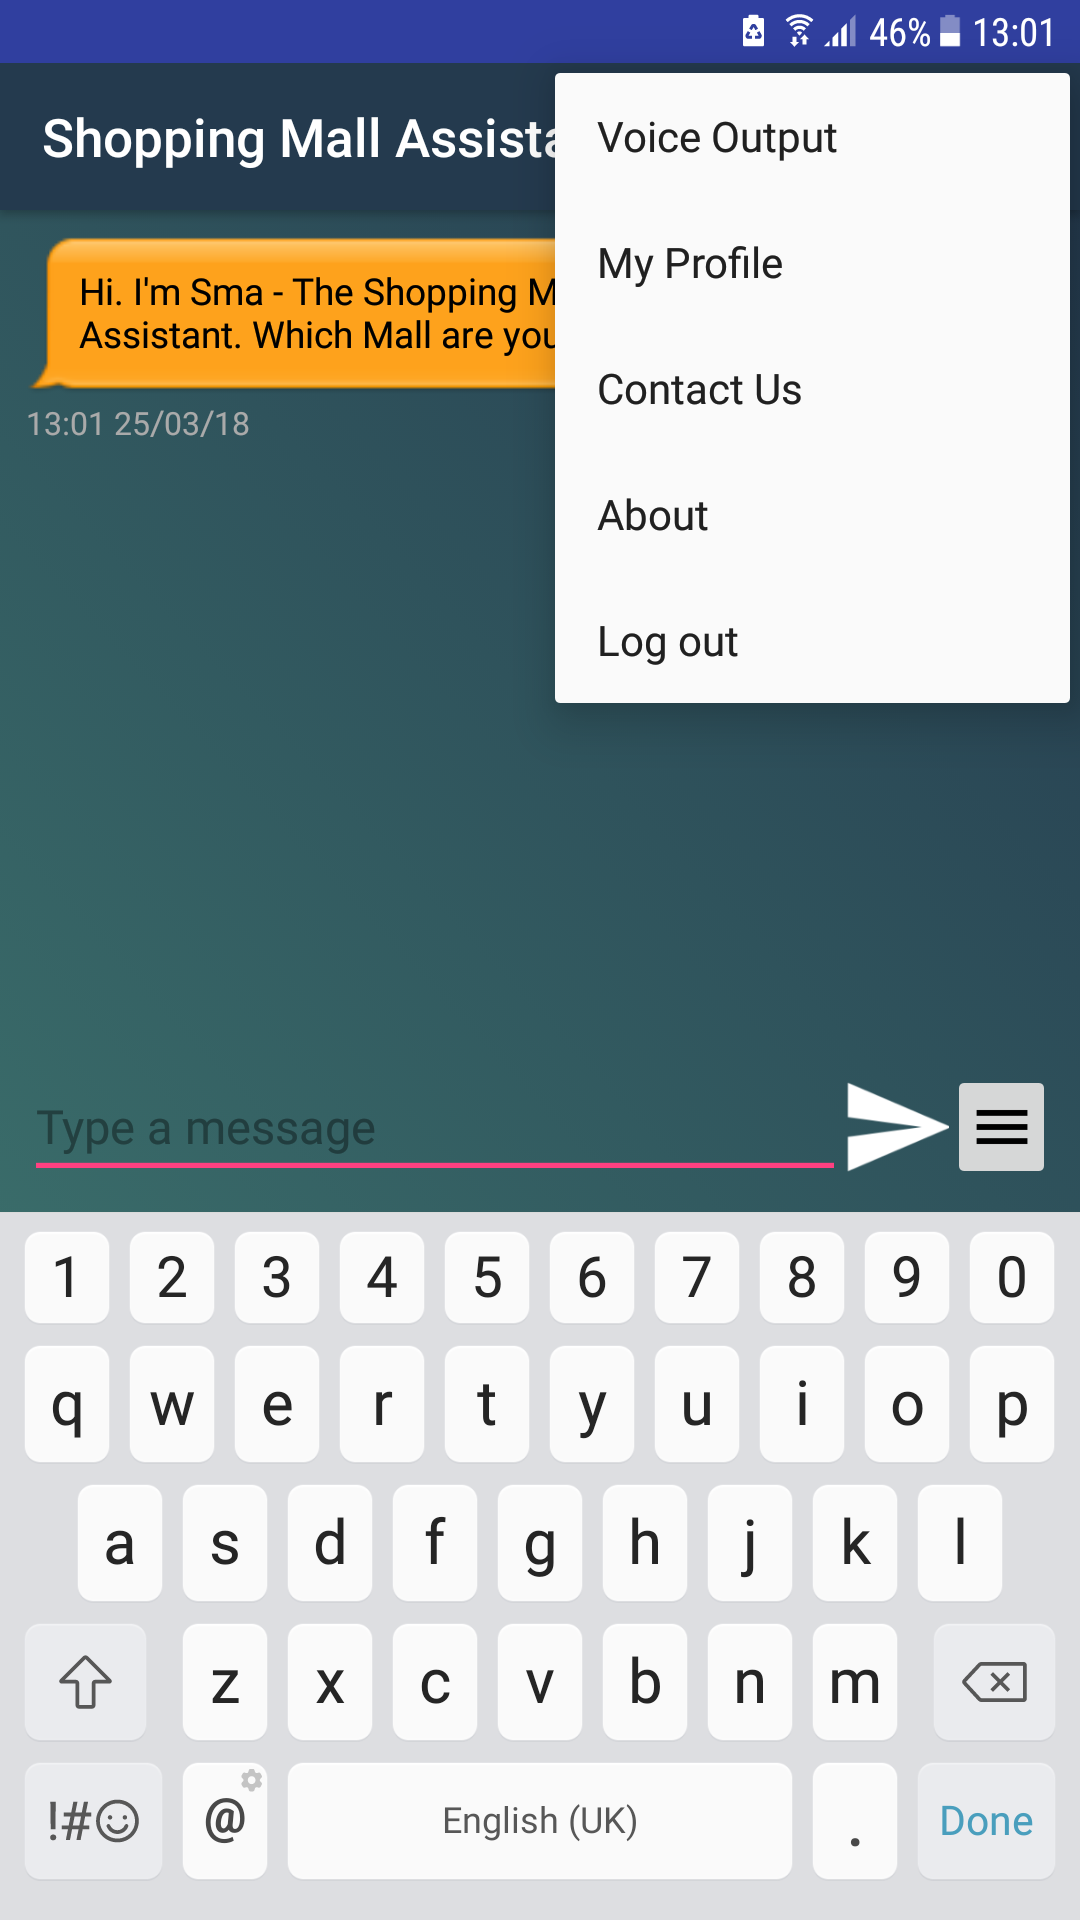 46% 13:01
Shopping Mall Assista
Voice Output
My Profile
Contact Us
About
Log out
Hi. I'm Sma - The Shopping M
Assistant. Which Mall are you
13:01 25/03/18
Type a message
1 2 3 4 5 6 7 8 9 0
q w e r t y u i o p
a s d f g h j k l
z x c v b n m
!#☺ @ English (UK) . Done